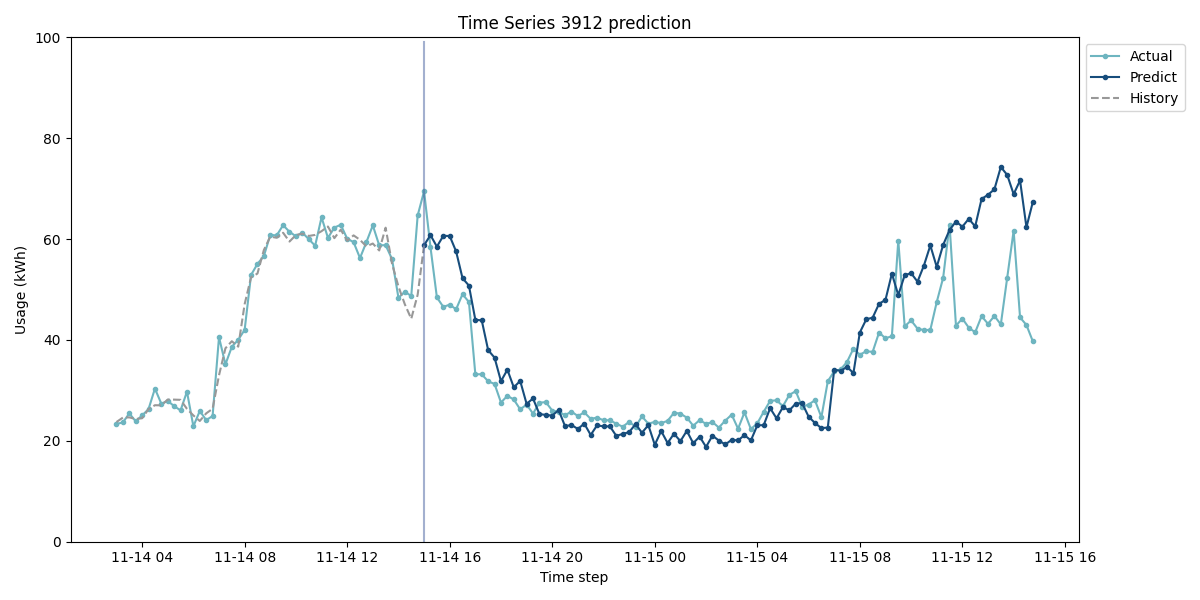 Time Series 3912 prediction
100
80
60
40
20
0
Usage (kWh)
11-14 04
11-14 08
11-14 12
11-14 16
11-14 20
11-15 00
11-15 04
11-15 08
11-15 12
11-15 16
Time step
Actual
Predict
History